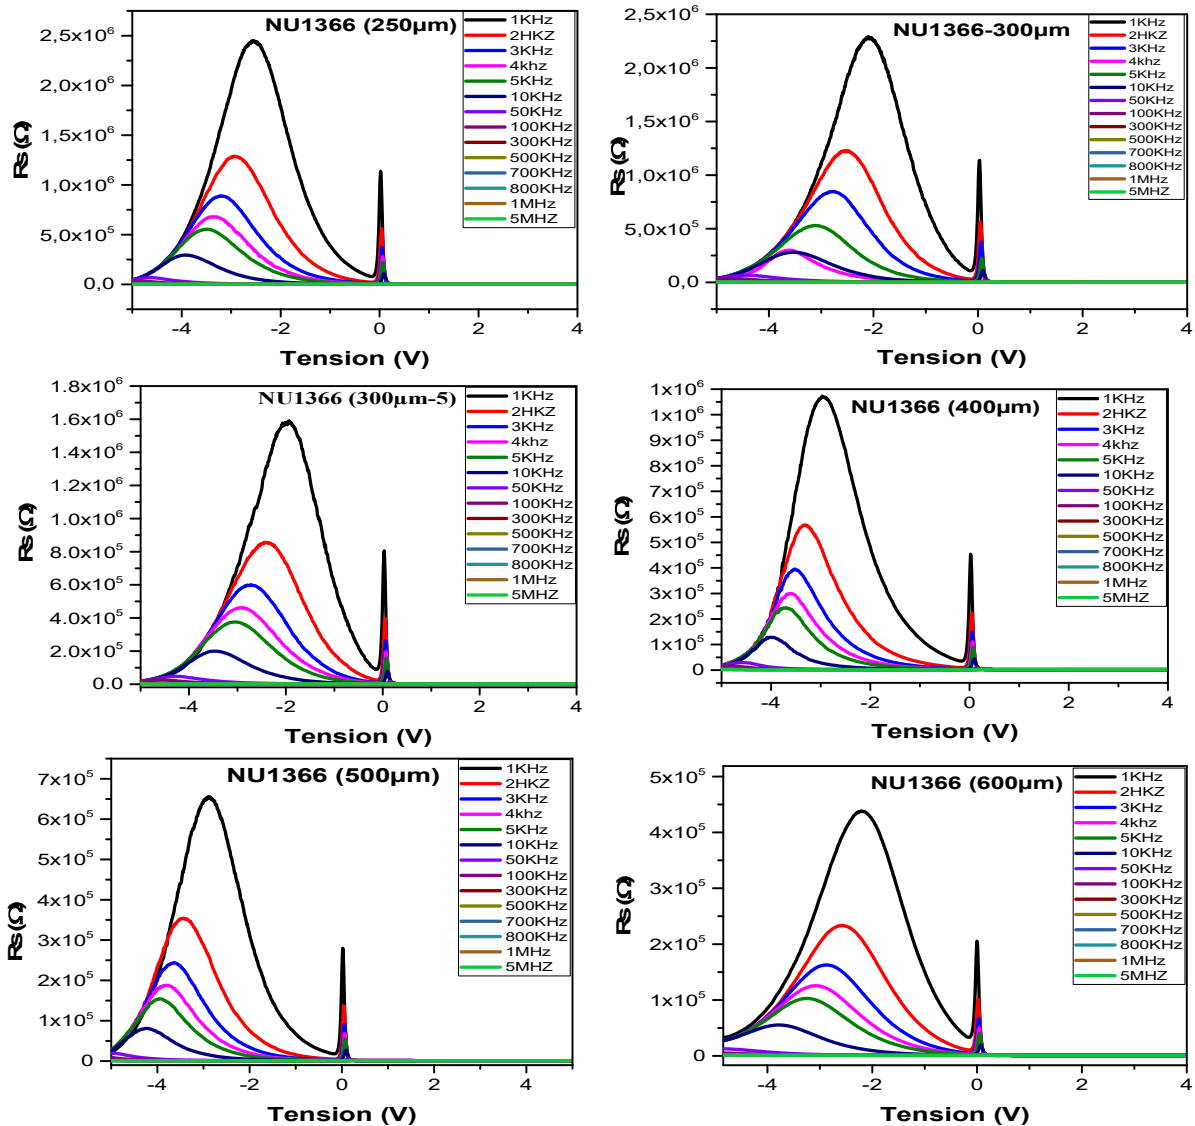 NU1366 (250µm)
1KHz
2HKZ
3KHz
4khz
5KHz
10KHz
50KHz
100KHz
300KHz
500KHz
700KHz
800KHz
1MHz
5MHZ
2,5x10⁶
2,0x10⁶
1,5x10⁶
1,0x10⁶
5,0x10⁵
0,0
Rs(Ω)
-4 -2 0 2 4
Tension (V)
NU1366-300µm
1KHz
2HKZ
3KHz
4khz
5KHz
10KHz
50KHz
100KHz
300KHz
500KHz
700KHz
800KHz
1MHz
5MHZ
2,5x10⁶
2,0x10⁶
1,5x10⁶
1,0x10⁶
5,0x10⁵
0,0
Rs(Ω)
-4 -2 0 2 4
Tension (V)
NU1366 (300µm-5)
1KHz
2HKZ
3KHz
4khz
5KHz
10KHz
50KHz
100KHz
300KHz
500KHz
700KHz
800KHz
1MHz
5MHZ
1.8x10⁶
1.6x10⁶
1.4x10⁶
1.2x10⁶
1.0x10⁶
8.0x10⁵
6.0x10⁵
4.0x10⁵
2.0x10⁵
0.0
Rs(Ω)
-4 -2 0 2 4
Tension (V)
NU1366 (400µm)
1KHz
2HKZ
3KHz
4khz
5KHz
10KHz
50KHz
100KHz
300KHz
500KHz
700KHz
800KHz
1MHz
5MHZ
1x10⁶
1x10⁶
9x10⁵
8x10⁵
7x10⁵
6x10⁵
5x10⁵
4x10⁵
3x10⁵
2x10⁵
1x10⁵
0
Rs(Ω)
-4 -2 0 2 4
Tension (V)
NU1366 (500µm)
1KHz
2HKZ
3KHz
4khz
5KHz
10KHz
50KHz
100KHz
300KHz
500KHz
700KHz
800KHz
1MHz
5MHZ
7x10⁵
6x10⁵
5x10⁵
4x10⁵
3x10⁵
2x10⁵
1x10⁵
0
Rs(Ω)
-4 -2 0 2 4
Tension (V)
NU1366 (600µm)
1KHz
2HKZ
3KHz
4khz
5KHz
10KHz
50KHz
100KHz
300KHz
500KHz
700KHz
800KHz
1MHz
5MHZ
5x10⁵
4x10⁵
3x10⁵
2x10⁵
1x10⁵
0
Rs(Ω)
-4 -2 0 2 4
Tension (V)